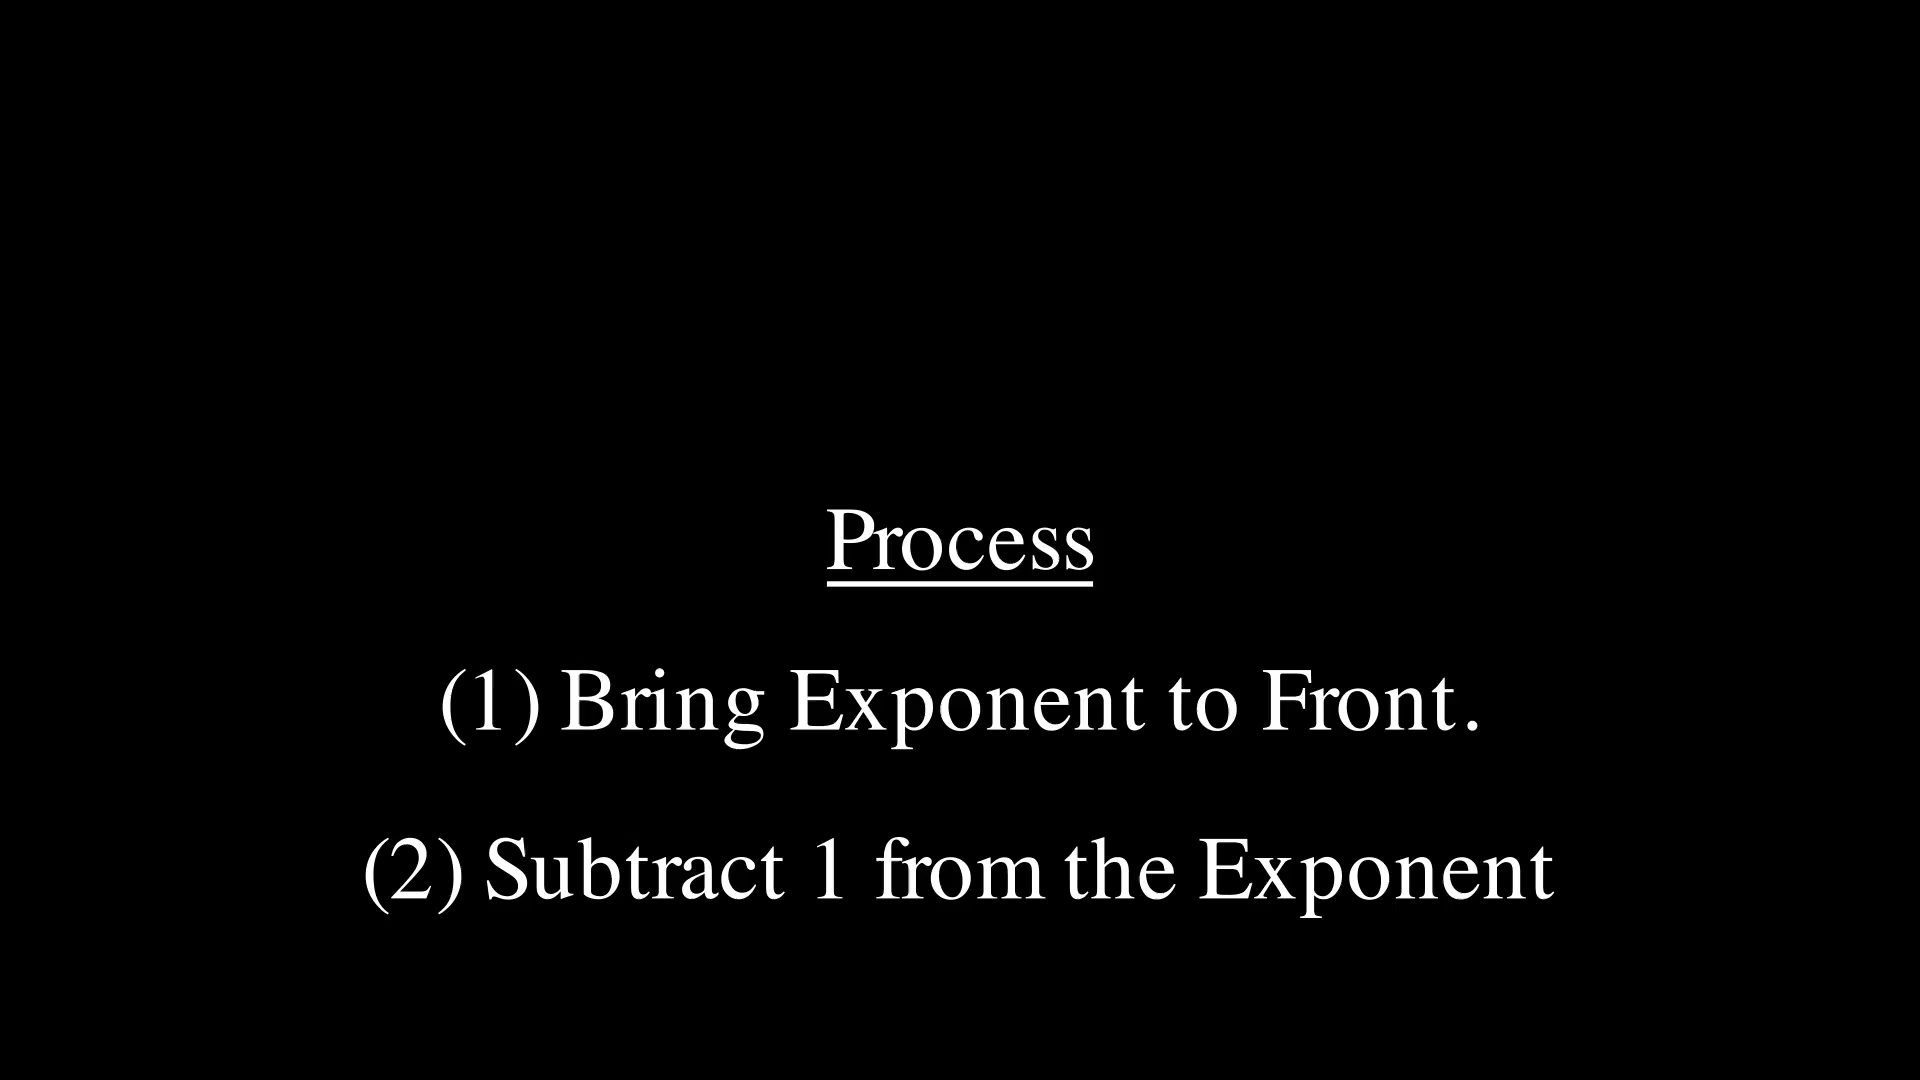 Process
(1) Bring Exponent to Front.
(2) Subtract 1 from the Exponent